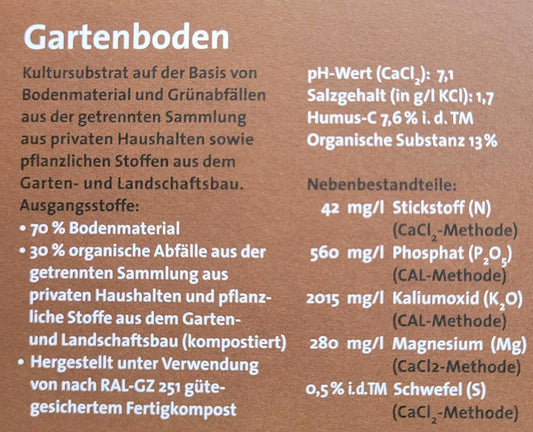 Gartenboden
Kultursubstrat auf der Basis von
Bodenmaterial und Grünabfällen
aus der getrennten Sammlung
aus privaten Haushalten sowie
pflanzlichen Stoffen aus dem
Garten- und Landschaftsbau.
Ausgangsstoffe:
• 70 % Bodenmaterial
• 30 % organische Abfälle aus der
getrennten Sammlung aus
privaten Haushalten und pflanz-
liche Stoffe aus dem Garten-
und Landschaftsbau (kompostiert)
• Hergestellt unter Verwendung
von nach RAL-GZ 251 güte-
gesichertem Fertigkompost
pH-Wert (CaCl₂): 7,1
Salzgehalt (in g/l KCl): 1,7
Humus-C 7,6 % i. d. TM
Organische Substanz 13 %
Nebenbestandteile:
42 mg/l Stickstoff (N)
(CaCl₂-Methode)
560 mg/l Phosphat (P₂O₅)
(CAL-Methode)
2015 mg/l Kaliumoxid (K₂O)
(CAL-Methode)
280 mg/l Magnesium (Mg)
(CaCl2-Methode)
0,5 % i.d.TM Schwefel (S)
(CaCl₂-Methode)